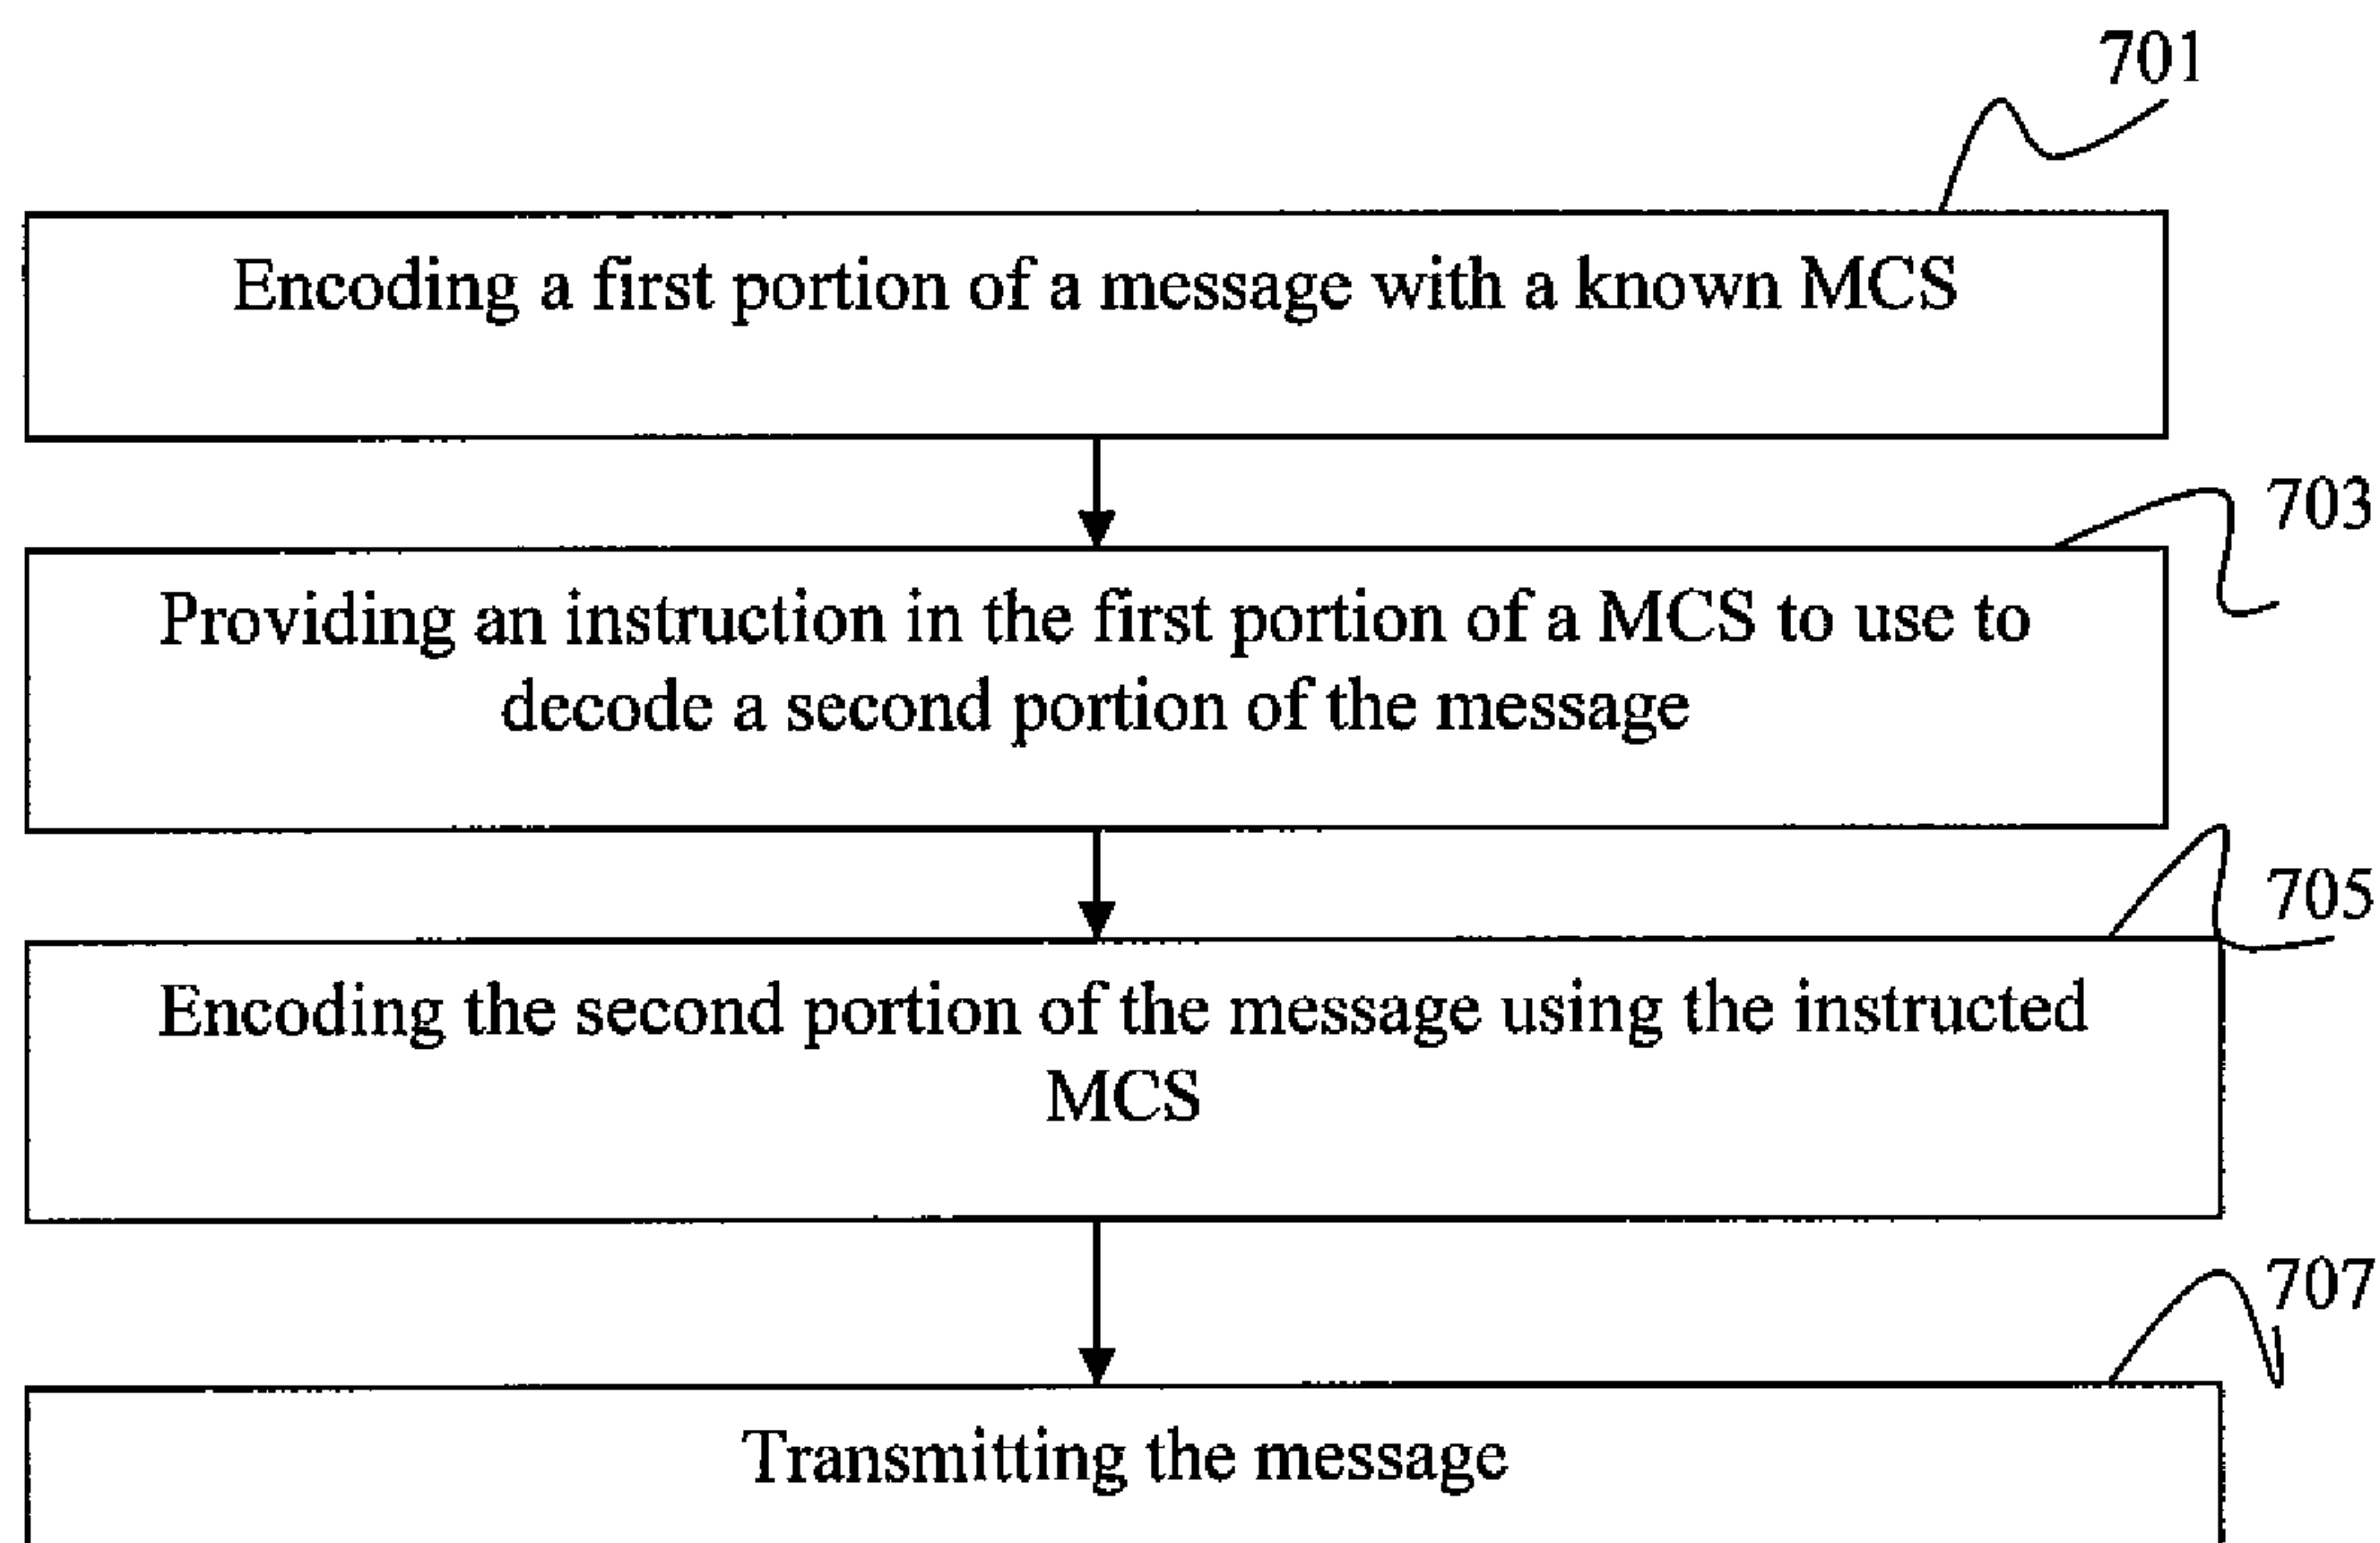 701
Encoding a first portion of a message with a known MCS
703
Providing an instruction in the first portion of a MCS to use to
decode a second portion of the message
705
Encoding the second portion of the message using the instructed
MCS
707
Transmitting the message